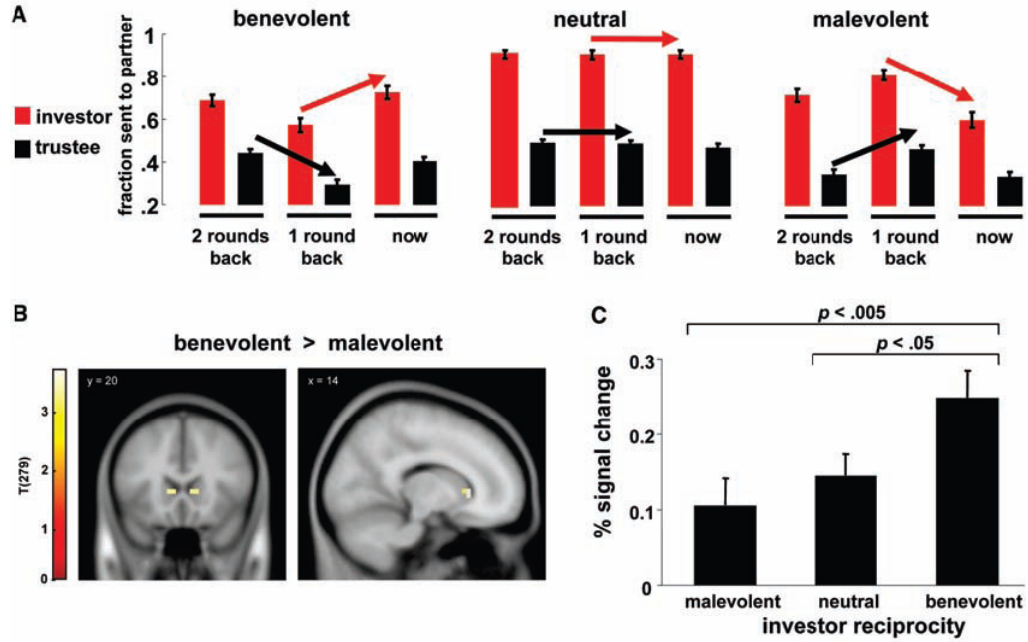 A
benevolent
neutral
malevolent
investor
trustee
fraction sent to partner
1
.8
.6
.4
.2
2 rounds
back
1 round
back
now
2 rounds
back
1 round
back
now
2 rounds
back
1 round
back
now
B
benevolent > malevolent
T(279)
3
2
1
0
y = 20
x = 14
C
p < .005
p < .05
% signal change
0.3
0.2
0.1
0
malevolent
neutral
benevolent
investor reciprocity